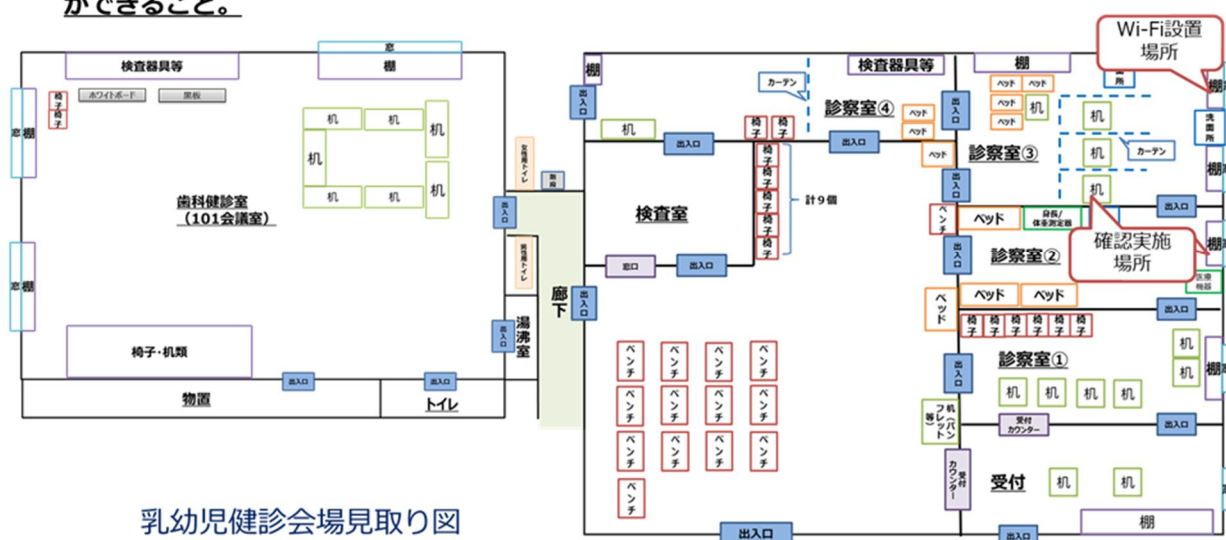 ができること。
Wi-Fi設置
場所
窓
検査器具等
棚
棚
検査器具等
棚
棚
椅子
椅子
ホワイトボード
黒板
カーテン
診察室④
ベッド
ベッド
ベッド
ベッド
机
ベッド
ベッド
机
窓
棚
机
机
机
机
机
机
机
出入口
机
出入口
椅子
椅子
出入口
ベッド
出入口
洗面所
診察室③
机
カーテン
机
女性用トイレ
階段
椅子
椅子
椅子
椅子
椅子
計9個
出入口
歯科健診室
(101会議室)
出入口
検査室
ベンチ
ベッド
身長/
体重測定器
出入口
確認実施
場所
診察室②
出入口
棚
男性用トイレ
窓口
出入口
医療
機器
窓
棚
廊下
出入口
ベッド
ベッド
ベッド
出入口
湯沸室
出入口
椅子
椅子
椅子
椅子
椅子
椅子
診察室①
机
机
棚
椅子・机類
ベンチ
ベンチ
ベンチ
ベンチ
出入口
出入口
出入口
机
机
机
机
物置
トイレ
ベンチ
ベンチ
ベンチ
ベンチ
机(パンフレット等)
受付
カウンター
出入口
ベンチ
ベンチ
ベンチ
ベンチ
受付カウンター
受付
机
机
ベンチ
乳幼児健診会場見取り図
棚
出入口
出入口